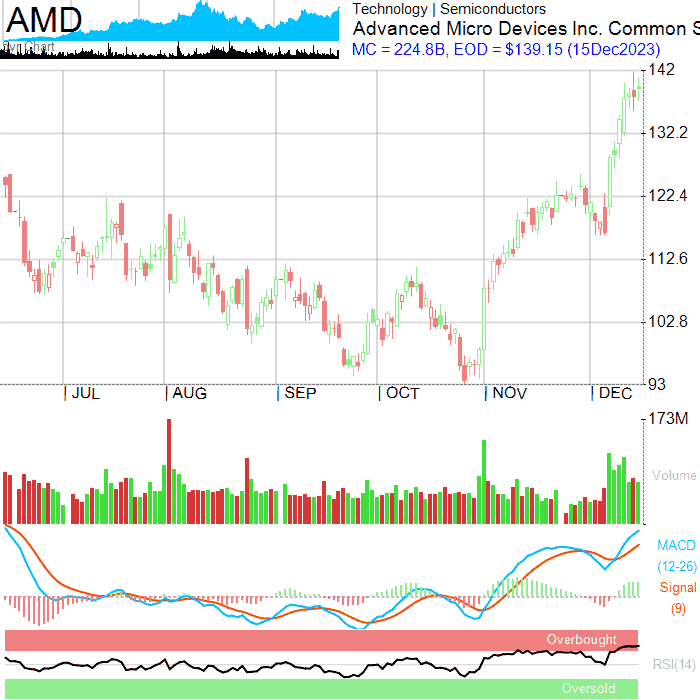 AMD
Technology | Semiconductors
Advanced Micro Devices Inc. Common S
MC = 224.8B, EOD = $139.15 (15Dec2023)
142
132.2
122.4
112.6
102.8
93
JUL AUG SEP OCT NOV DEC
173M
Volume
MACD
(12-26)
Signal
(9)
Overbought
RSI(14)
Oversold